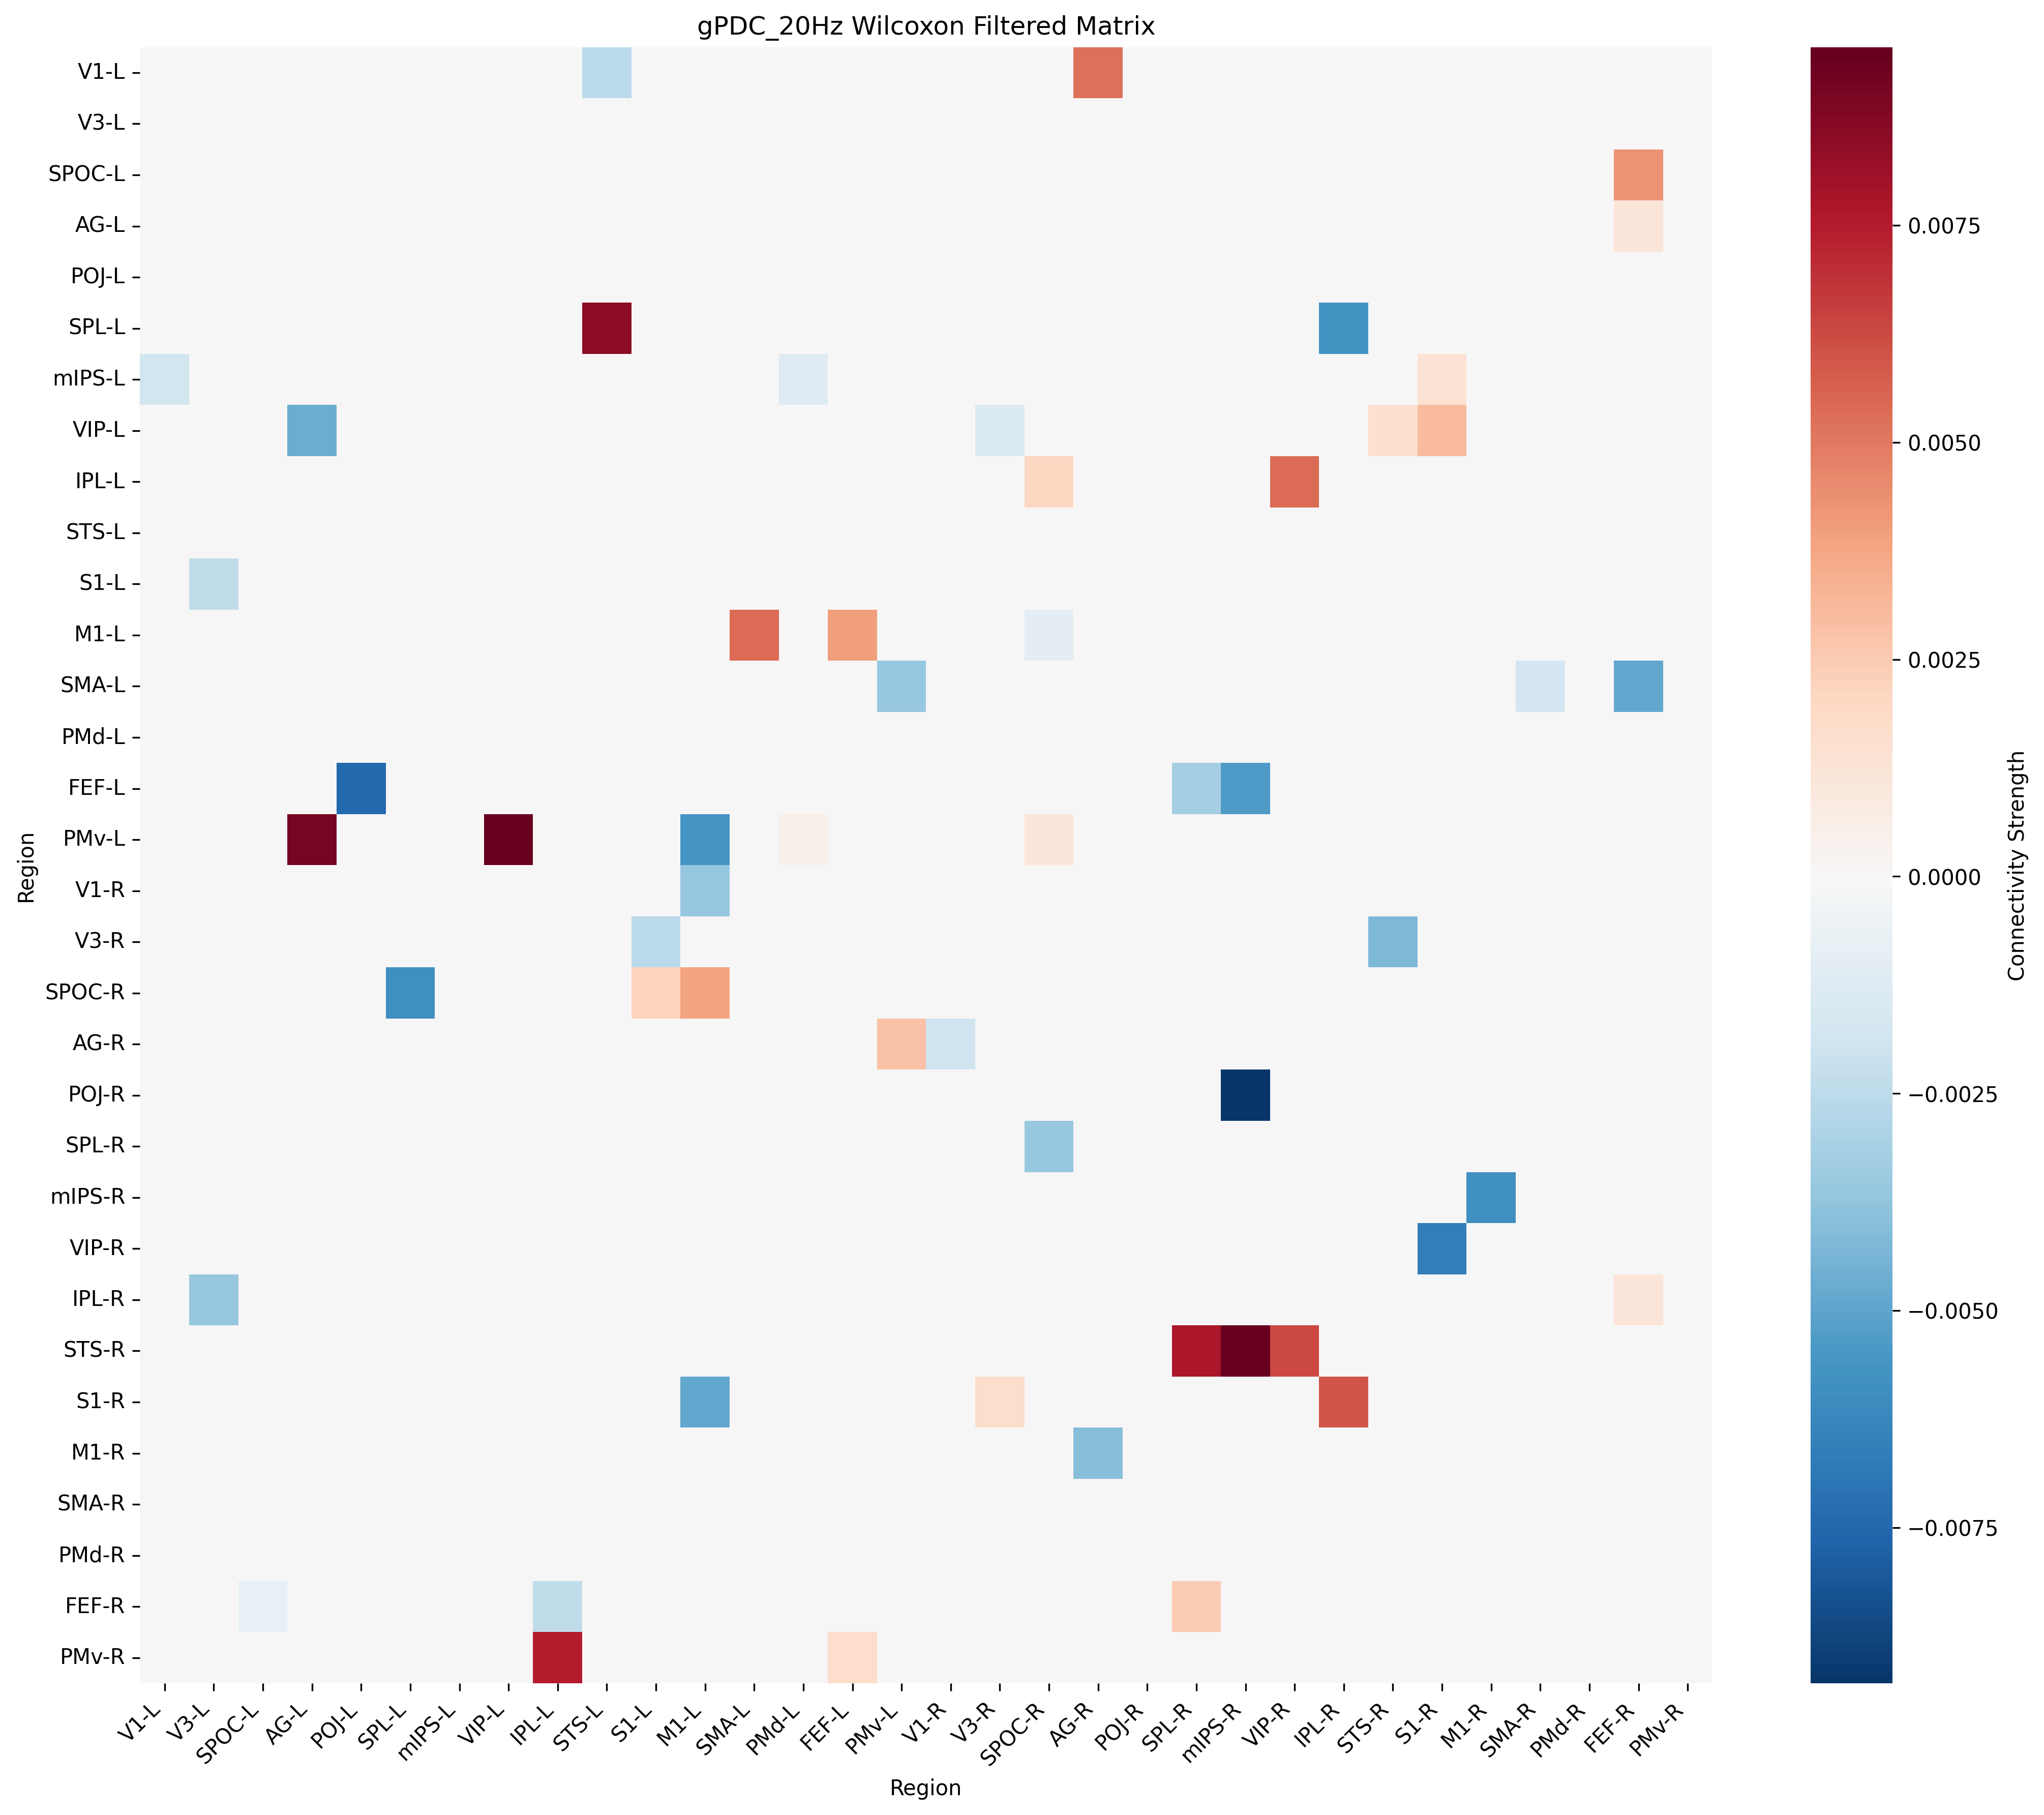 gPDC_20Hz Wilcoxon Filtered Matrix
V1-L
V3-L
SPOC-L
AG-L
POJ-L
SPL-L
mIPS-L
VIP-L
IPL-L
STS-L
S1-L
M1-L
SMA-L
PMd-L
FEF-L
PMv-L
V1-R
V3-R
SPOC-R
AG-R
POJ-R
SPL-R
mIPS-R
VIP-R
IPL-R
STS-R
S1-R
M1-R
SMA-R
PMd-R
FEF-R
PMv-R
Region
V1-L
V3-L
SPOC-L
AG-L
POJ-L
SPL-L
mIPS-L
VIP-L
IPL-L
STS-L
S1-L
M1-L
SMA-L
PMd-L
FEF-L
PMv-L
V1-R
V3-R
SPOC-R
AG-R
POJ-R
SPL-R
mIPS-R
VIP-R
IPL-R
STS-R
S1-R
M1-R
SMA-R
PMd-R
FEF-R
PMv-R
Region
0.0075
0.0050
0.0025
0.0000
−0.0025
−0.0050
−0.0075
Connectivity Strength